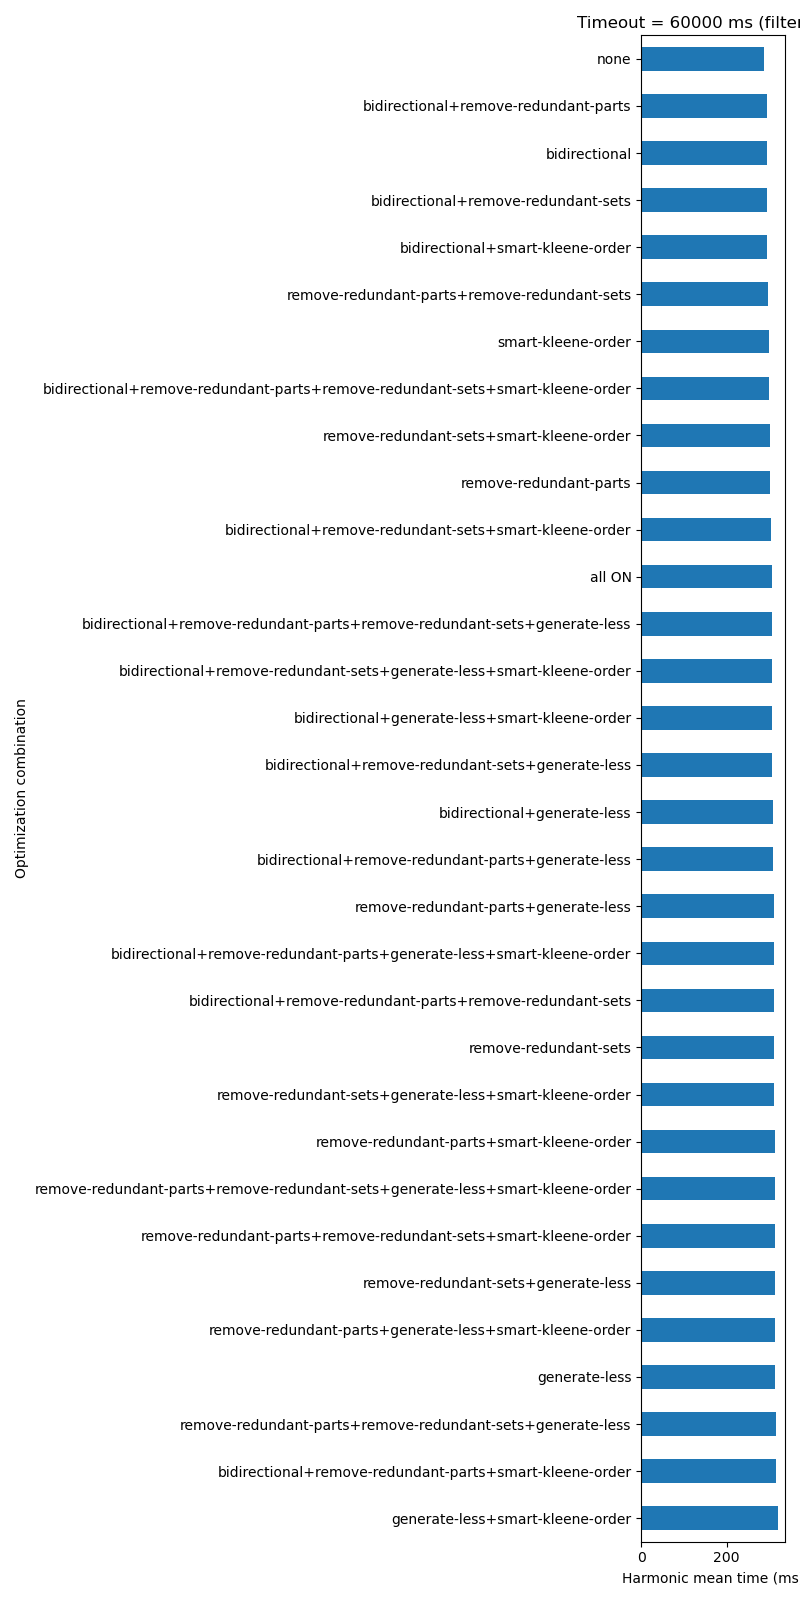 Timeout = 60000 ms (filter
none
bidirectional+remove-redundant-parts
bidirectional
bidirectional+remove-redundant-sets
bidirectional+smart-kleene-order
remove-redundant-parts+remove-redundant-sets
smart-kleene-order
bidirectional+remove-redundant-parts+remove-redundant-sets+smart-kleene-order
remove-redundant-sets+smart-kleene-order
remove-redundant-parts
bidirectional+remove-redundant-sets+smart-kleene-order
all ON
bidirectional+remove-redundant-parts+remove-redundant-sets+generate-less
bidirectional+remove-redundant-sets+generate-less+smart-kleene-order
bidirectional+generate-less+smart-kleene-order
bidirectional+remove-redundant-sets+generate-less
bidirectional+generate-less
bidirectional+remove-redundant-parts+generate-less
remove-redundant-parts+generate-less
bidirectional+remove-redundant-parts+generate-less+smart-kleene-order
bidirectional+remove-redundant-parts+remove-redundant-sets
remove-redundant-sets
remove-redundant-sets+generate-less+smart-kleene-order
remove-redundant-parts+smart-kleene-order
remove-redundant-parts+remove-redundant-sets+generate-less+smart-kleene-order
remove-redundant-parts+remove-redundant-sets+smart-kleene-order
remove-redundant-sets+generate-less
remove-redundant-parts+generate-less+smart-kleene-order
generate-less
remove-redundant-parts+remove-redundant-sets+generate-less
bidirectional+remove-redundant-parts+smart-kleene-order
generate-less+smart-kleene-order
Optimization combination
0 200
Harmonic mean time (ms